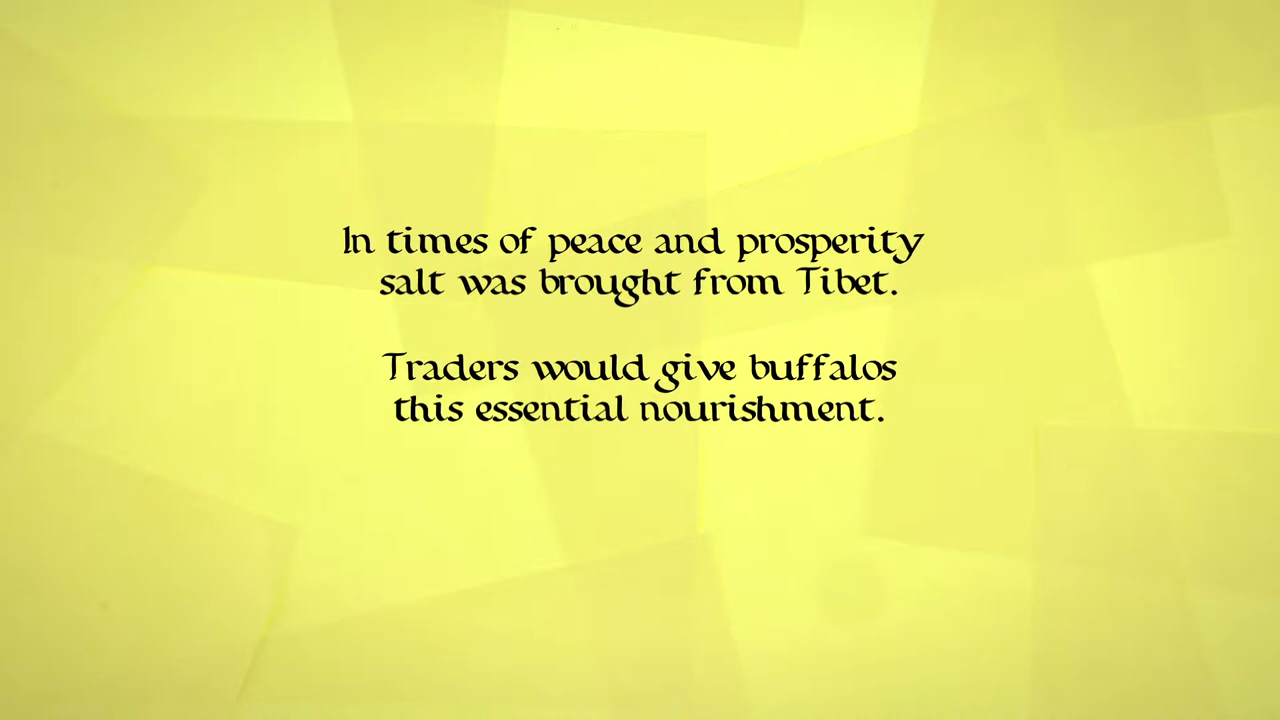 In times of peace and prosperity
salt was brought from Tibet.
Traders would give buffalos
this essential nourishment.